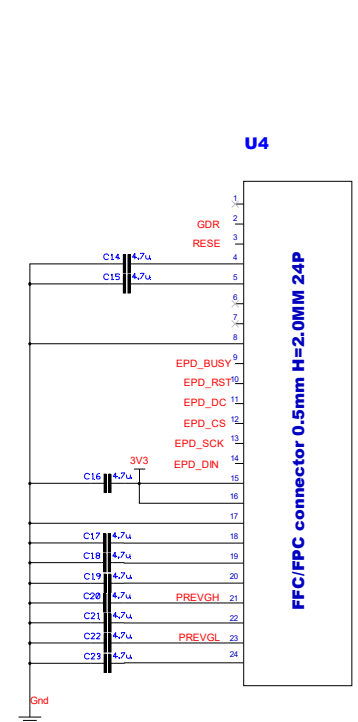 U4
1
GDR 2
RESE 3
C14 4.7u 4
C15 4.7u 5
6
7
8
EPD_BUSY 9
EPD_RST 10
EPD_DC 11
EPD_CS 12
EPD_SCK 13
3V3
EPD_DIN 14
C16 4.7u 15
16
17
C17 4.7u 18
C18 4.7u 19
C19 4.7u 20
C20 4.7u PREVGH 21
C21 4.7u 22
C22 4.7u PREVGL 23
C23 4.7u 24
FFC/FPC connector 0.5mm H=2.0MM 24P
Gnd